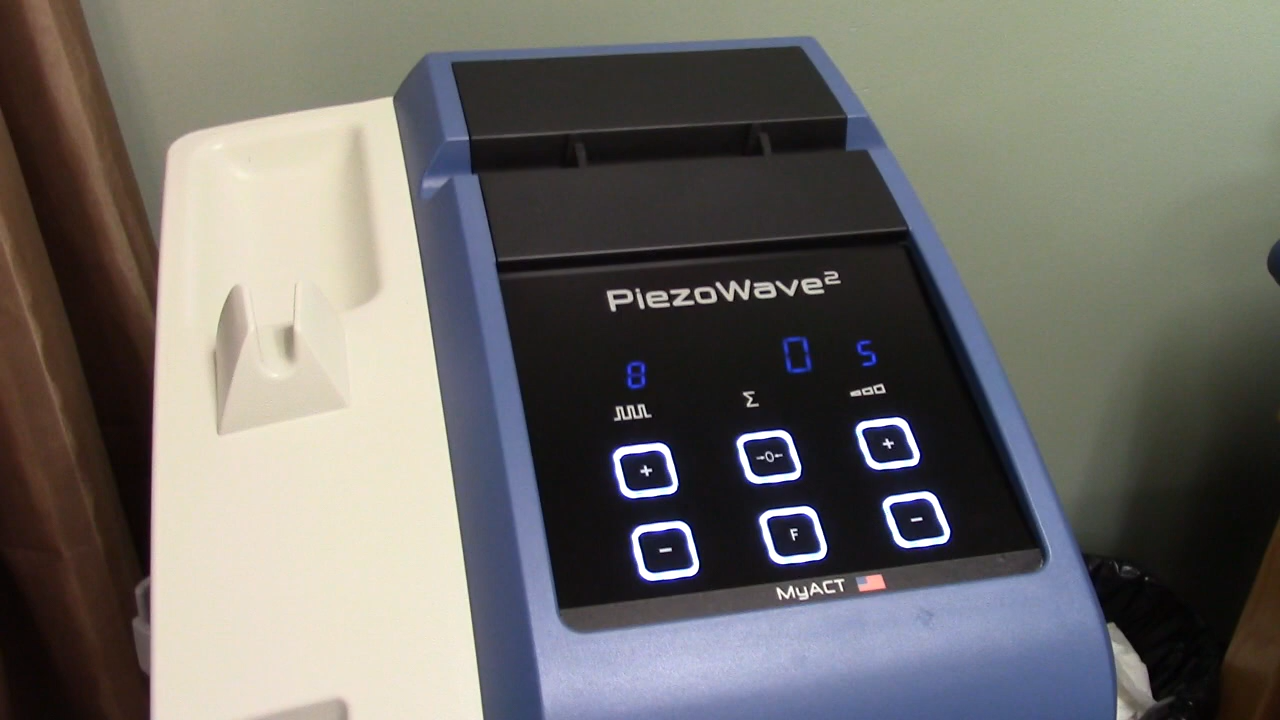 PiezoWave²
8 0 5
Σ
+ →0← +
- F -
MyACT